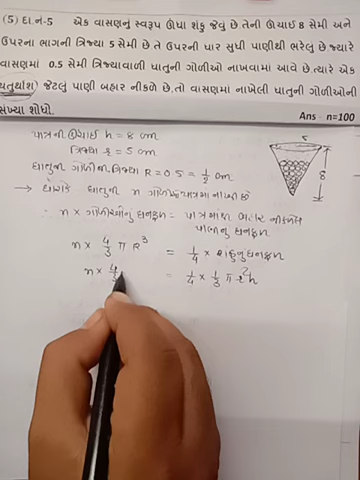 (5) દા.નં-5 એક વાસણનું સ્વરૂપ ઊંધા શંકુ જેવું છે તેની ઊંચાઈ 8 સેમી અને
ઉપરના ભાગની ત્રિજ્યા 5 સેમી છે તે ઉપરની ધાર સુધી પાણીથી ભરેલું છે જ્યારે
વાસણમાં 0.5 સેમી ત્રિજ્યાવાળી ધાતુની ગોળીઓ નાખવામાં આવે છે.ત્યારે એક
ચતુર્થાંશ જેટલું પાણી બહાર નીકળે છે.તો વાસણમાં નાખેલી ધાતુની ગોળીઓની
સંખ્યા શોધો.
Ans - n=100
પાત્રની ઊંચાઈ h = 8 cm
ત્રિજ્યા r = 5 cm
ધાતુની ગોળીની ત્રિજ્યા R = 0.5 = 1/2 cm
5
8
→ ધારોકે ધાતુની n ગોળી
∴ n × ગોળીઓનું ઘનફળ = પાત્રમાંથી બહાર નીકળેલ
પાણીનું ઘનફળ
n × 4/3 π R³ = 1/4 × શંકુનું ઘનફળ
n × 4/3 = 1/4 × 1/3 π r²h